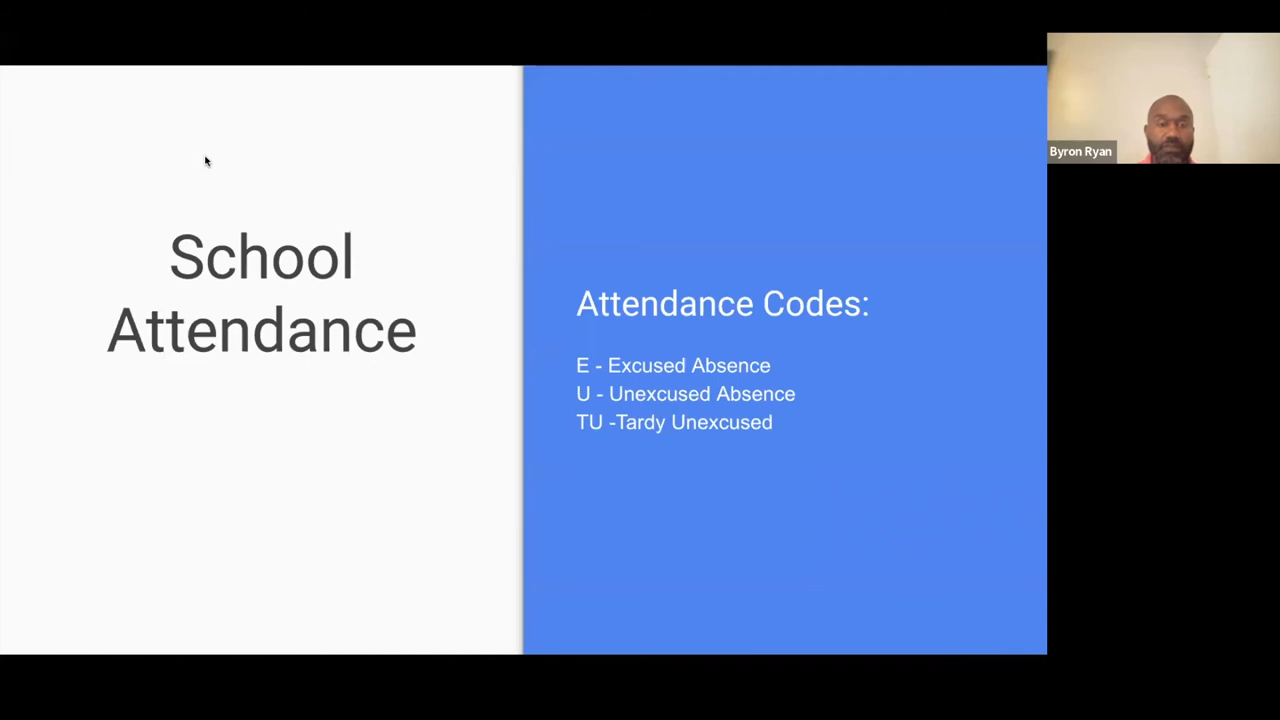 School
Attendance
Attendance Codes:
E - Excused Absence
U - Unexcused Absence
TU -Tardy Unexcused
Byron Ryan